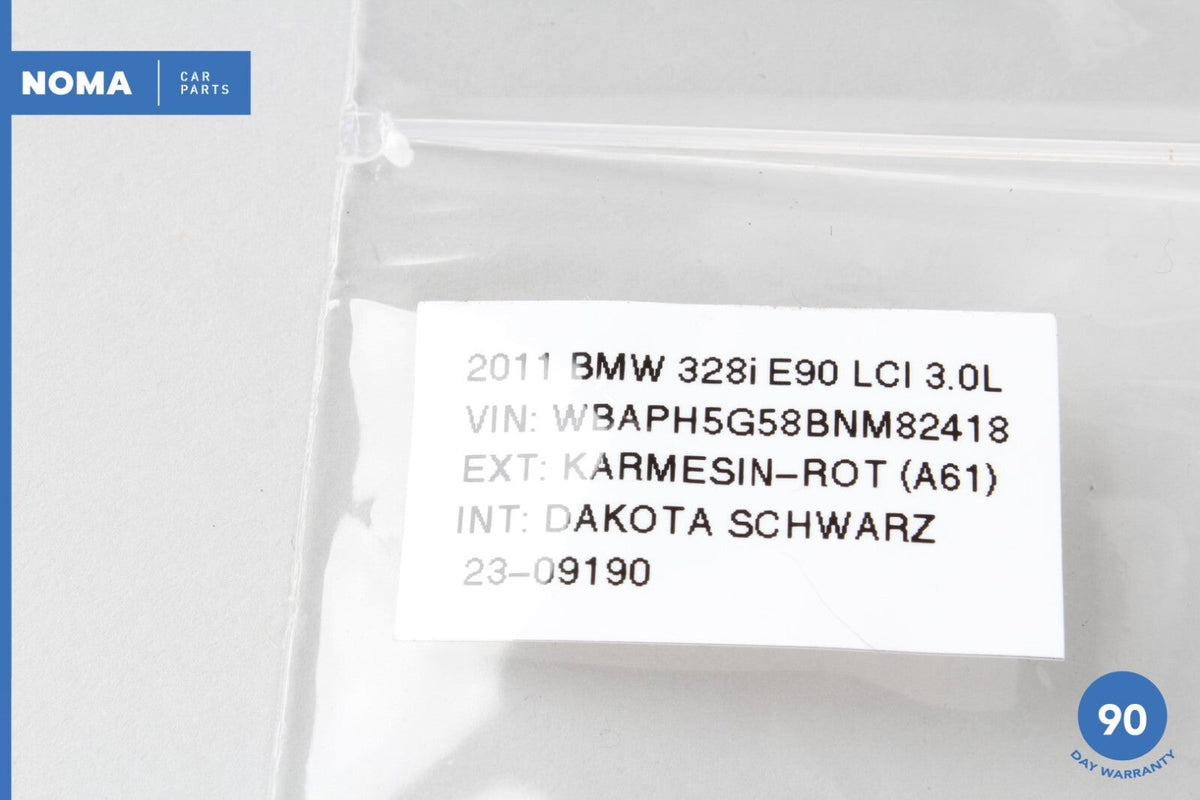 NOMA
CAR
PARTS
2011 BMW 328i E90 LCI 3.0L
VIN: WBAPH5G58BNM82418
EXT: KARMESIN-ROT (A61)
INT: DAKOTA SCHWARZ
23-09190
90
DAY WARRANTY